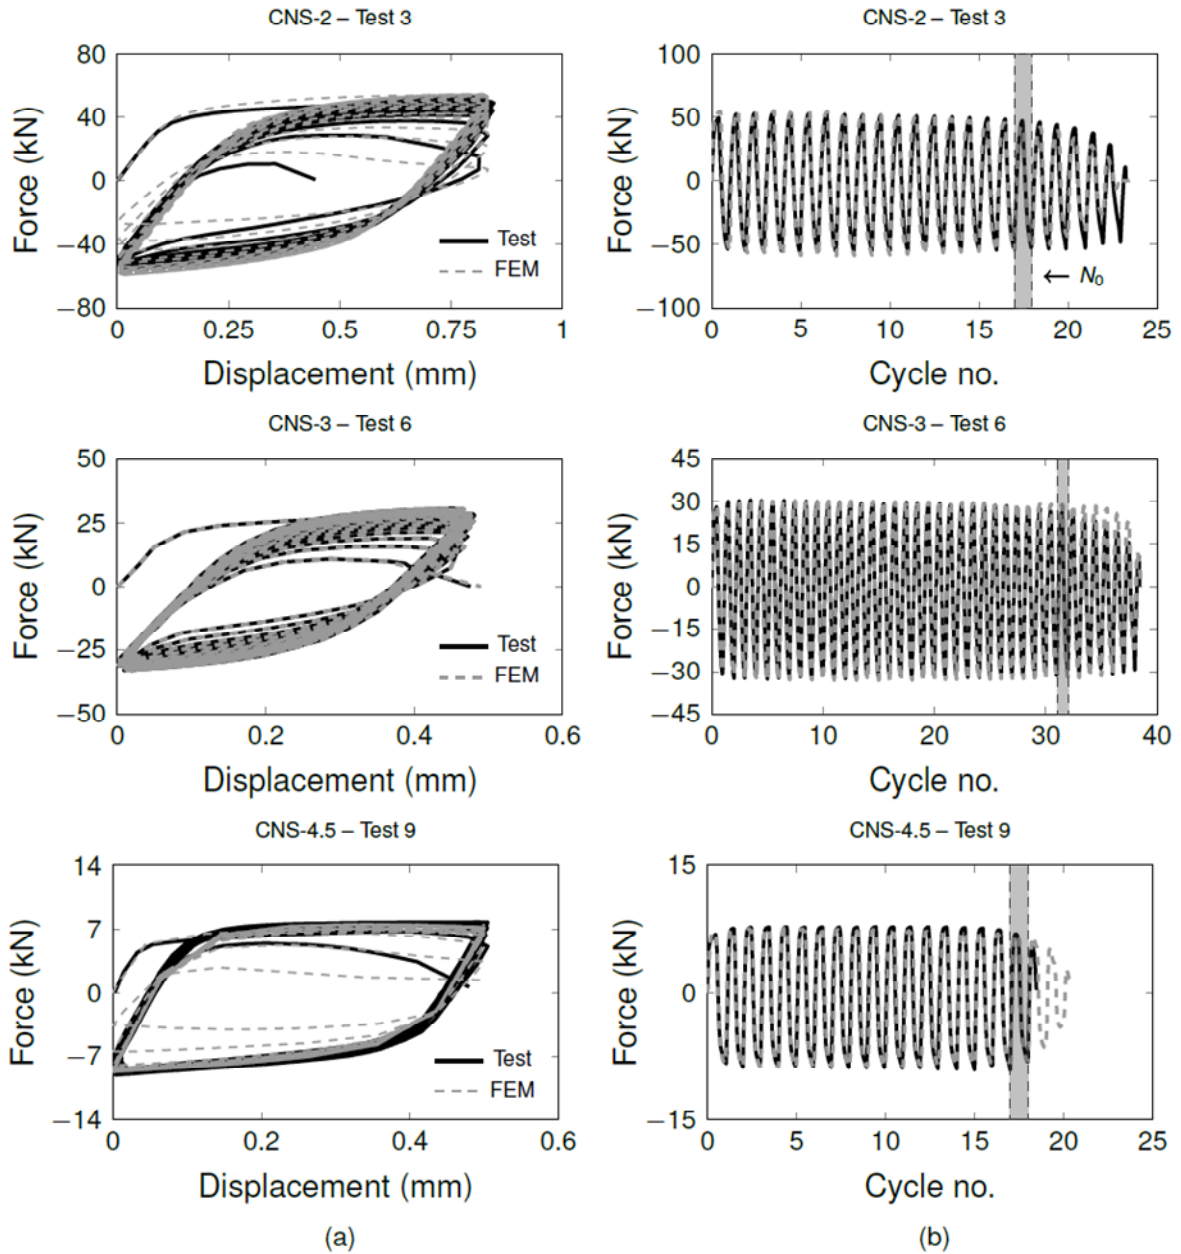 CNS-2 – Test 3
80
40
0
−40
−80
Force (kN)
Test
FEM
0 0.25 0.5 0.75 1
Displacement (mm)
CNS-2 – Test 3
100
50
0
−50
−100
Force (kN)
← N0
0 5 10 15 20 25
Cycle no.
CNS-3 – Test 6
50
25
0
−25
−50
Force (kN)
Test
FEM
0 0.2 0.4 0.6
Displacement (mm)
CNS-3 – Test 6
45
30
15
0
−15
−30
−45
Force (kN)
0 10 20 30 40
Cycle no.
CNS-4.5 – Test 9
14
7
0
−7
−14
Force (kN)
Test
FEM
0 0.2 0.4 0.6
Displacement (mm)
CNS-4.5 – Test 9
15
0
−15
Force (kN)
0 5 10 15 20 25
Cycle no.
(a)
(b)